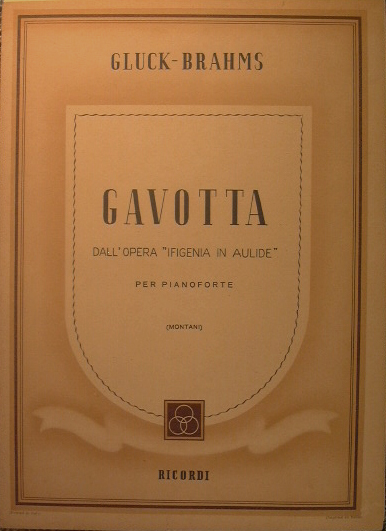 GLUCK-BRAHMS
GAVOTTA
DALL'OPERA "IFIGENIA IN AULIDE"
PER PIANOFORTE
(MONTANI)
RICORDI